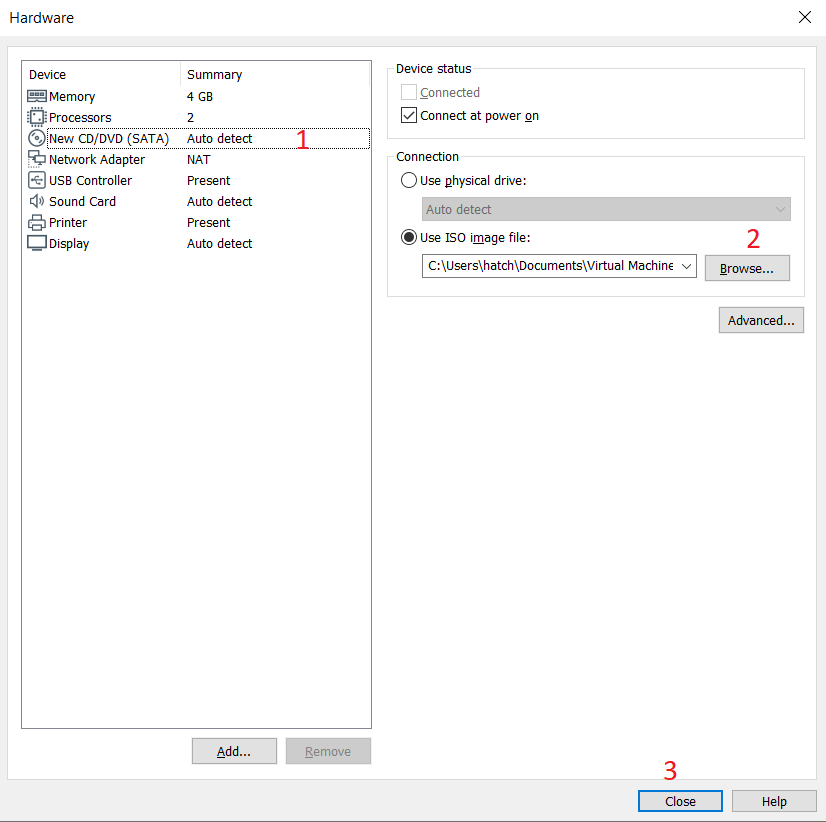 Hardware
Device Summary
Memory 4 GB
Processors 2
New CD/DVD (SATA) Auto detect 1
Network Adapter NAT
USB Controller Present
Sound Card Auto detect
Printer Present
Display Auto detect
Add... Remove
Device status
Connected
Connect at power on
Connection
Use physical drive:
Auto detect
Use ISO image file: 2
C:\Users\hatch\Documents\Virtual Machine Browse...
Advanced...
3
Close Help